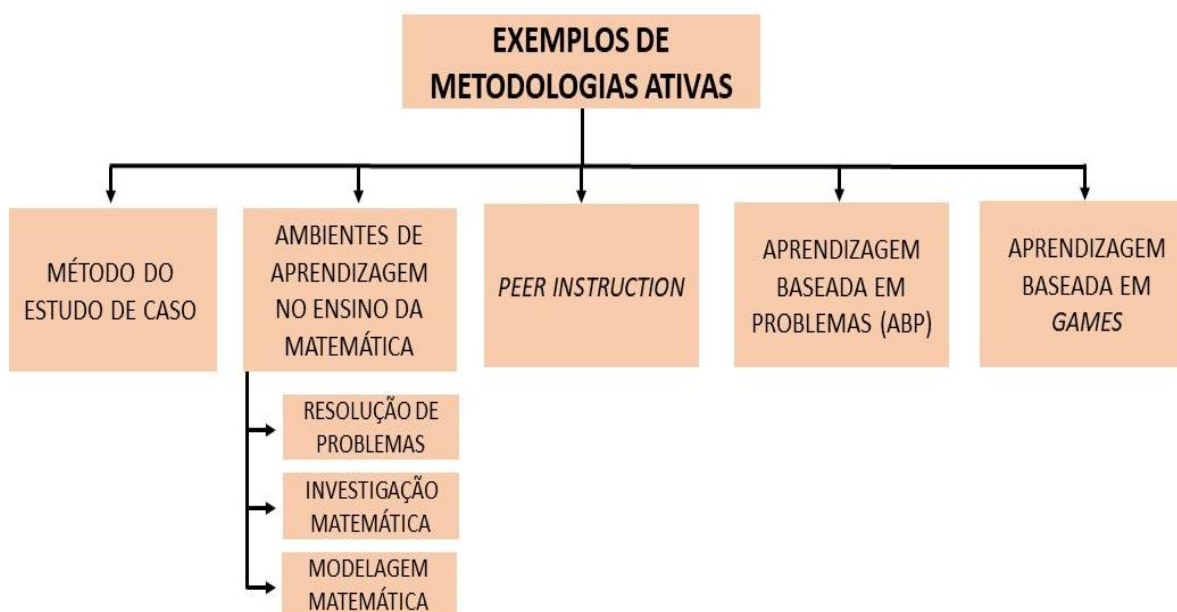 EXEMPLOS DE
METODOLOGIAS ATIVAS
MÉTODO DO
ESTUDO DE CASO
AMBIENTES DE
APRENDIZAGEM
NO ENSINO DA
MATEMÁTICA
PEER INSTRUCTION
APRENDIZAGEM
BASEADA EM
PROBLEMAS (ABP)
APRENDIZAGEM
BASEADA EM
GAMES
RESOLUÇÃO DE
PROBLEMAS
INVESTIGAÇÃO
MATEMÁTICA
MODELAGEM
MATEMÁTICA